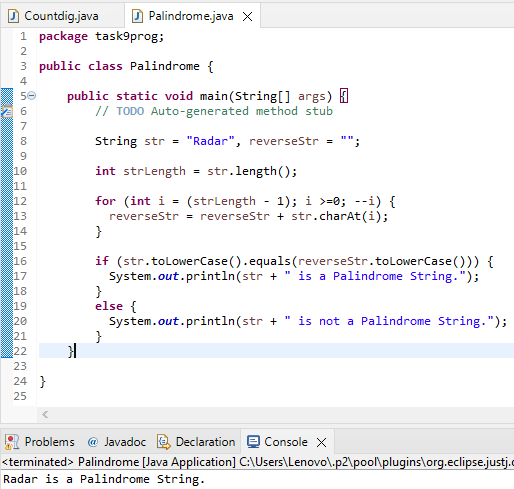 Countdig.java Palindrome.java
1 package task9prog;
2
3 public class Palindrome {
4
5 public static void main(String[] args) {
6 // TODO Auto-generated method stub
7
8 String str = "Radar", reverseStr = "";
9
10 int strLength = str.length();
11
12 for (int i = (strLength - 1); i >=0; --i) {
13 reverseStr = reverseStr + str.charAt(i);
14 }
15
16 if (str.toLowerCase().equals(reverseStr.toLowerCase())) {
17 System.out.println(str + " is a Palindrome String.");
18 }
19 else {
20 System.out.println(str + " is not a Palindrome String.");
21 }
22 }
23
24 }
25
Problems @ Javadoc Declaration Console
<terminated> Palindrome [Java Application] C:\Users\Lenovo\.p2\pool\plugins\org.eclipse.justj.o
Radar is a Palindrome String.